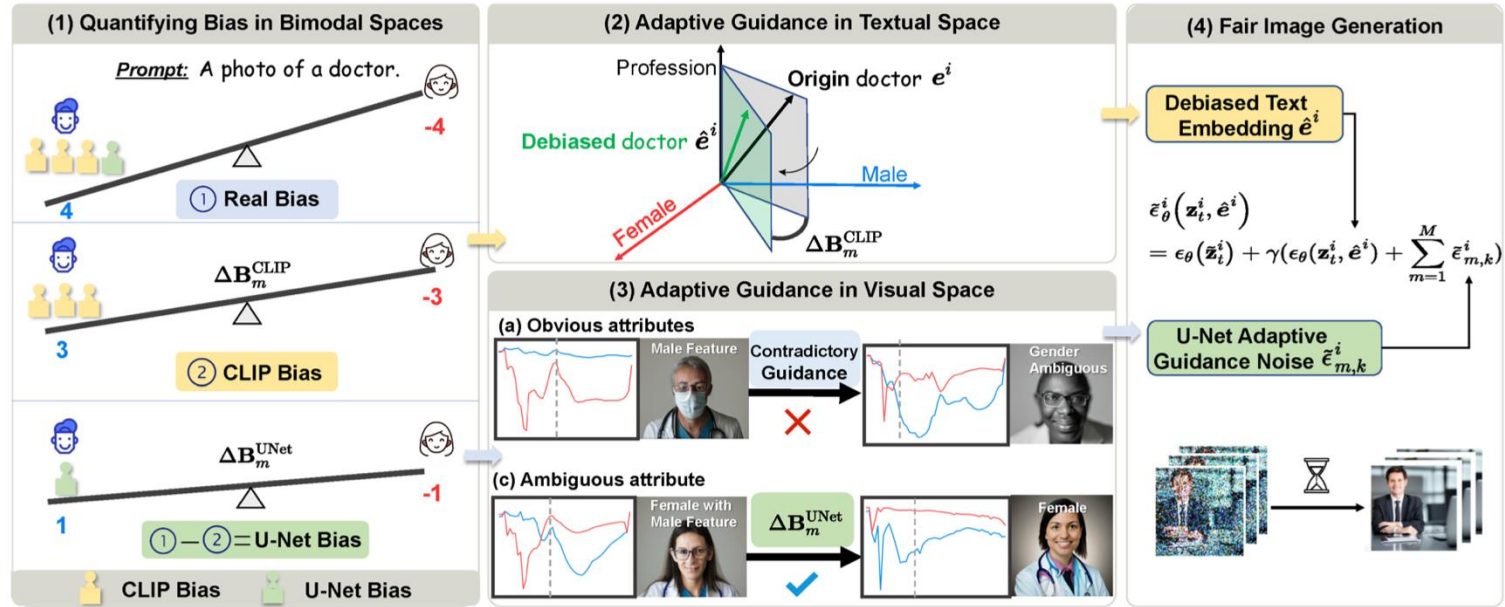 (1) Quantifying Bias in Bimodal Spaces
Prompt: A photo of a doctor.
-4
4
① Real Bias
ΔB_m^CLIP
-3
3
② CLIP Bias
ΔB_m^UNet
-1
1
①—②=U-Net Bias
CLIP Bias
U-Net Bias
(2) Adaptive Guidance in Textual Space
Profession
Origin doctor e^i
Debiased doctor ê^i
Male
Female
ΔB_m^CLIP
(3) Adaptive Guidance in Visual Space
(a) Obvious attributes
Male Feature
Contradictory
Guidance
Gender
Ambiguous
(c) Ambiguous attribute
Female with
Male Feature
ΔB_m^UNet
Female
(4) Fair Image Generation
Debiased Text
Embedding ê^i
ϵ̃_θ^i(z_t^i, ê^i)
= ϵ_θ(z̃_t^i) + γ(ϵ_θ(z_t^i, ê^i) + ∑_{m=1}^{M} ϵ̃_{m,k}^i)
U-Net Adaptive
Guidance Noise ϵ̃_{m,k}^i